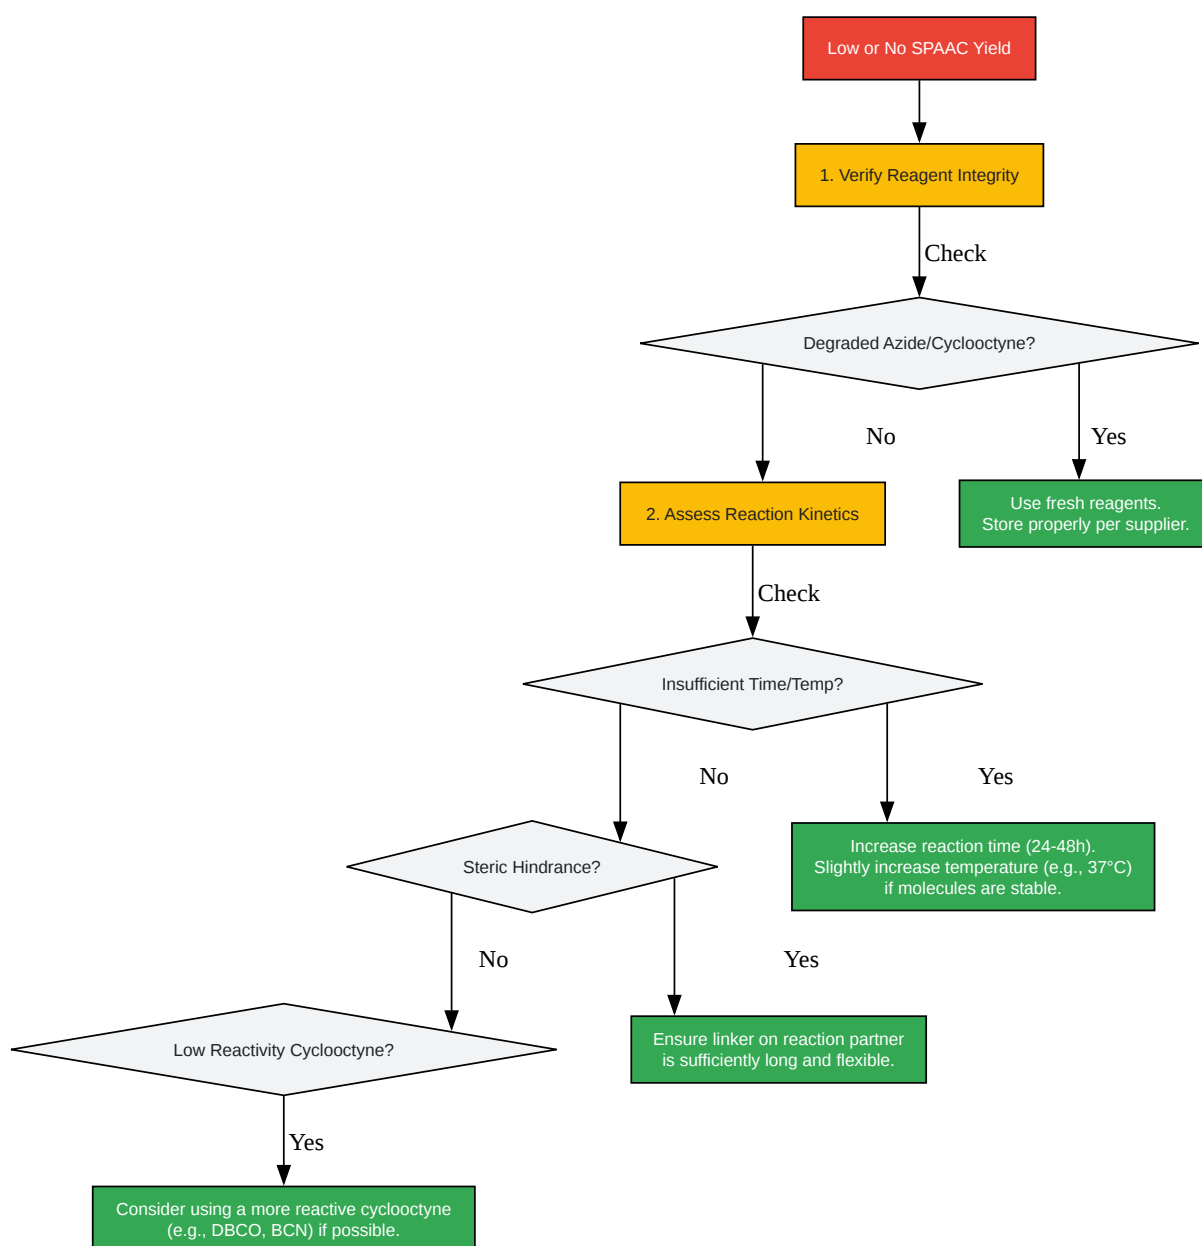 Low or No SPAAC Yield
1. Verify Reagent Integrity
Check
Degraded Azide/Cyclooctyne?
No
Yes
2. Assess Reaction Kinetics
Use fresh reagents.
Store properly per supplier.
Check
Insufficient Time/Temp?
No
Yes
Increase reaction time (24-48h).
Slightly increase temperature (e.g., 37°C)
if molecules are stable.
Steric Hindrance?
No
Yes
Ensure linker on reaction partner
is sufficiently long and flexible.
Low Reactivity Cyclooctyne?
Yes
Consider using a more reactive cyclooctyne
(e.g., DBCO, BCN) if possible.